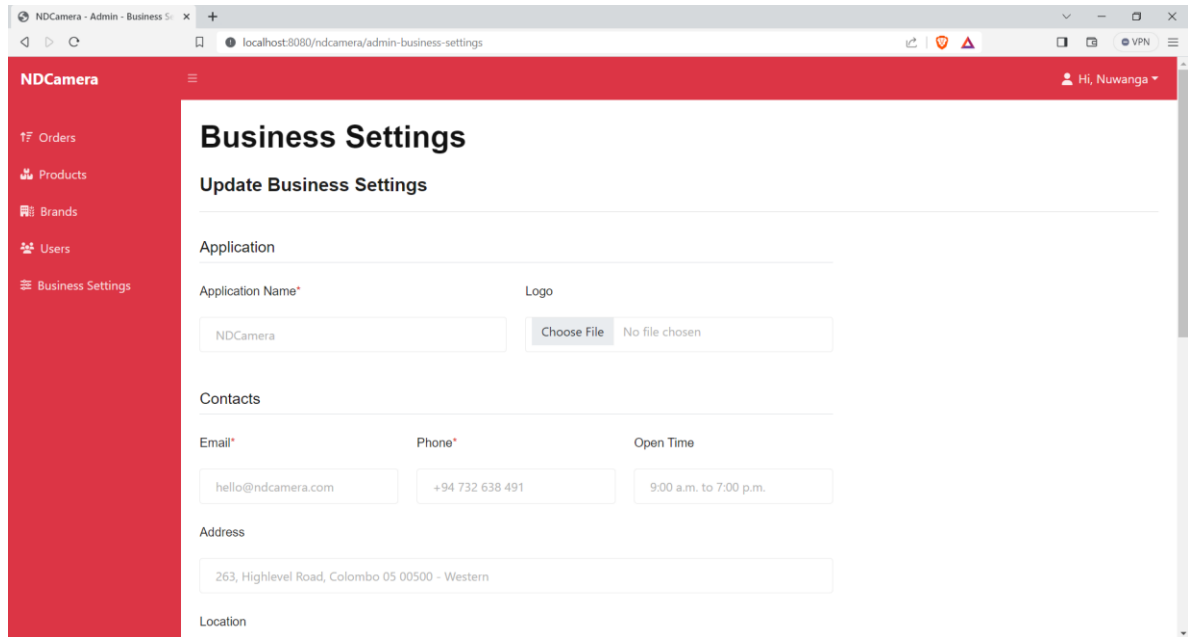 NDCamera - Admin - Business Se
localhost:8080/ndcamera/admin-business-settings
VPN
NDCamera
Hi, Nuwanga
Orders
Products
Brands
Users
Business Settings
Business Settings
Update Business Settings
Application
Application Name* Logo
NDCamera Choose File No file chosen
Contacts
Email* Phone* Open Time
hello@ndcamera.com +94 732 638 491 9:00 a.m. to 7:00 p.m.
Address
263, Highlevel Road, Colombo 05 00500 - Western
Location